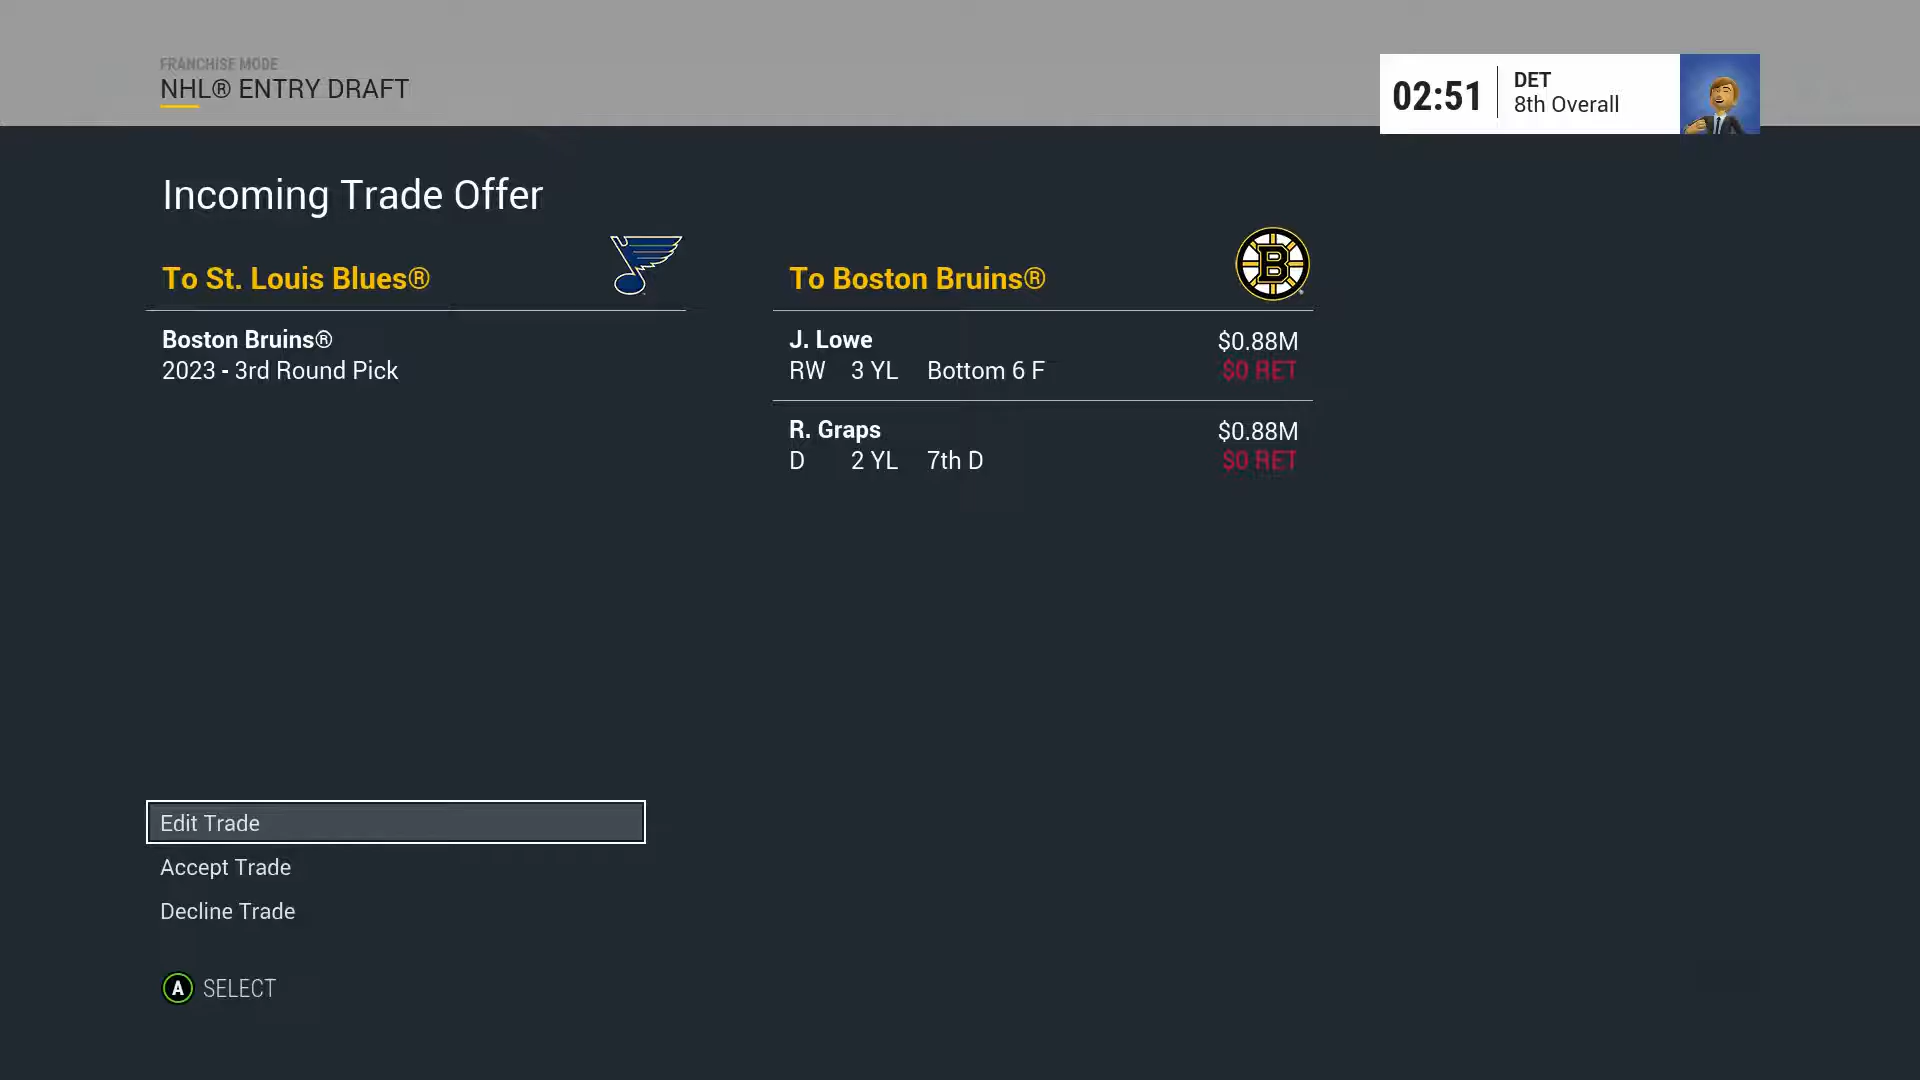 FRANCHISE MODE
NHL® ENTRY DRAFT
02:51
DET
8th Overall
Incoming Trade Offer
To St. Louis Blues®
Boston Bruins®
2023 - 3rd Round Pick
To Boston Bruins®
B
J. Lowe $0.88M
RW 3 YL Bottom 6 F $0 RET
R. Graps $0.88M
D 2 YL 7th D $0 RET
Edit Trade
Accept Trade
Decline Trade
A SELECT